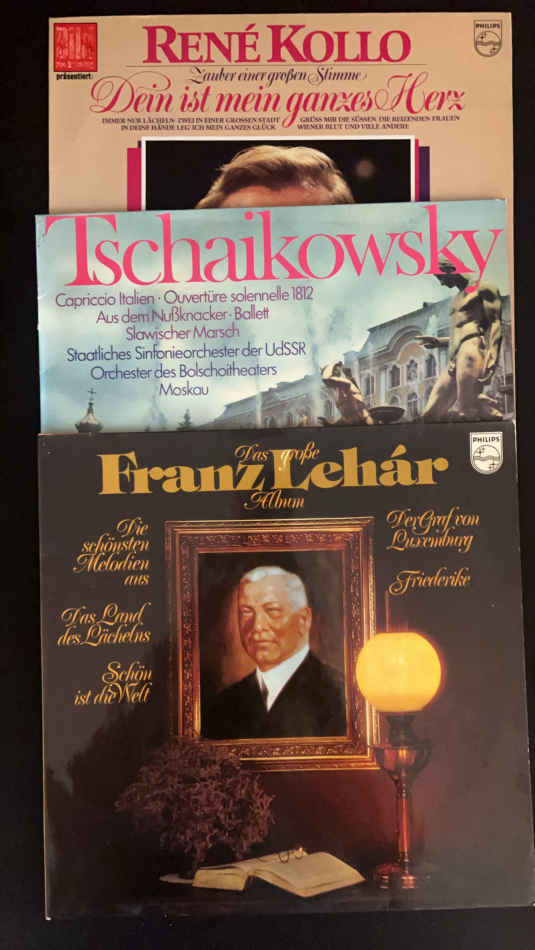 Bild
präsentiert:
PHILIPS
RENÉ KOLLO
Zauber einer großen Stimme
Dein ist mein ganzes Herz
IMMER NUR LÄCHELN · ZWEI IN EINER GROSSEN STADT GRÜSS MIR DIE SÜSSEN, DIE REIZENDEN FRAUEN
IN DEINE HÄNDE LEG ICH MEIN GANZES GLÜCK WIENER BLUT UND VIELE ANDERE
Tschaikowsky
Capriccio Italien · Ouvertüre solennelle 1812
Aus dem Nußknacker-Ballett
Slawischer Marsch
Staatliches Sinfonieorchester der UdSSR
Orchester des Bolschoitheaters
Moskau
PHILIPS
Das große
Franz Lehár
Album
Die
schönsten
Melodien
aus
Das Land
des Lächelns
Schön
ist die Welt
Der Graf von
Luxemburg
Friederike